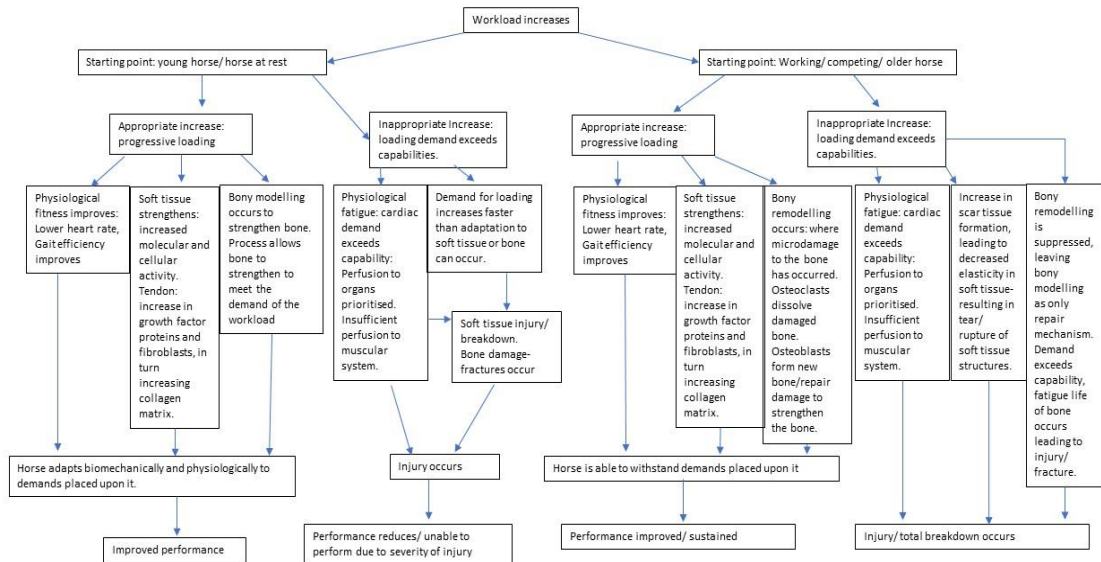 Workload increases
Starting point: young horse/ horse at rest
Starting point: Working/ competing/ older horse
Appropriate increase:
progressive loading
Inappropriate Increase:
loading demand exceeds
capabilities.
Appropriate increase:
progressive loading
Inappropriate Increase:
loading demand exceeds
capabilities.
Physiological
fitness improves:
Lower heart rate,
Gait efficiency
improves
Soft tissue
strengthens:
increased
molecular and
cellular
activity.
Tendon:
increase in
growth factor
proteins and
fibroblasts, in
turn
increasing
collagen
matrix.
Bony modelling
occurs to
strengthen bone.
Process allows
bone to
strengthen to
meet the
demand of the
workload
Physiological
fatigue: cardiac
demand
exceeds
capability:
Perfusion to
organs
prioritised.
Insufficient
perfusion to
muscular
system.
Demand for loading
increases faster
than adaptation to
soft tissue or bone
can occur.
Soft tissue injury/
breakdown.
Bone damage-
fractures occur
Physiological
fitness improves:
Lower heart rate,
Gait efficiency
improves
Soft tissue
strengthens:
increased
molecular and
cellular
activity.
Tendon:
increase in
growth factor
proteins and
fibroblasts, in
turn
increasing
collagen
matrix.
Bony
remodelling
occurs: where
microdamage
to the bone
has occurred.
Osteoclasts
dissolve
damaged
bone.
Osteoblasts
form new
bone/repair
damage to
strengthen
the bone.
Physiological
fatigue: cardiac
demand
exceeds
capability:
Perfusion to
organs
prioritised.
Insufficient
perfusion to
muscular
system.
Increase in
scar tissue
formation,
leading to
decreased
elasticity in
soft tissue-
resulting in
tear/
rupture of
soft tissue
structures.
Bony
remodelling
is
suppressed,
leaving
bony
modelling
as only
repair
mechanism.
Demand
exceeds
capability,
fatigue life
of bone
occurs
leading to
injury/
fracture.
Horse adapts biomechanically and physiologically to
demands placed upon it.
Injury occurs
Horse is able to withstand demands placed upon it
Improved performance
Performance reduces/ unable to
perform due to severity of injury
Performance improved/ sustained
Injury/ total breakdown occurs